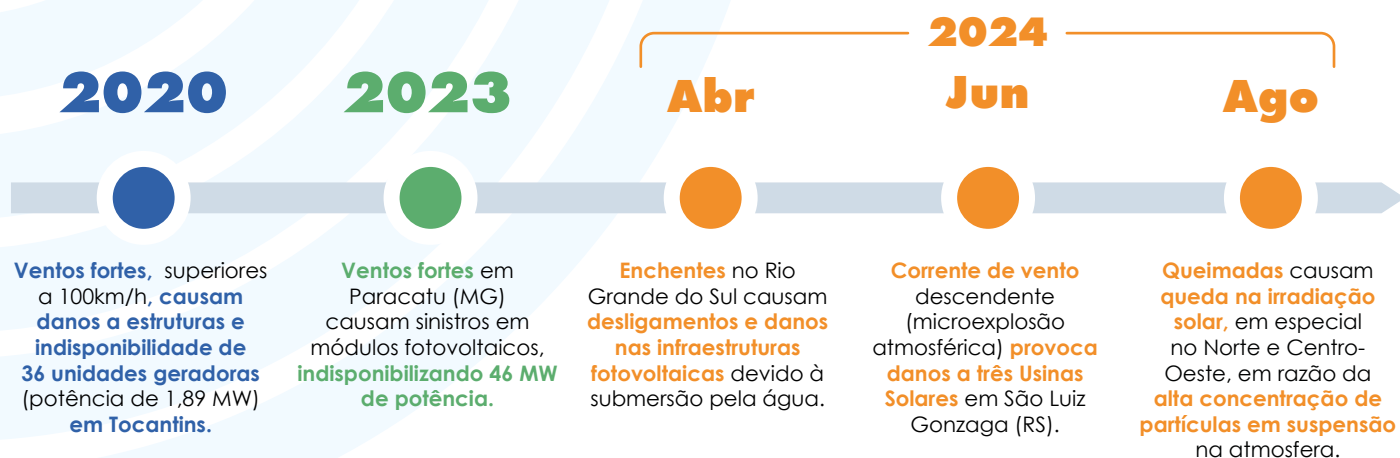 2024
2020
2023
Abr
Jun
Ago
Ventos fortes, superiores
a 100km/h, causam
danos a estruturas e
indisponibilidade de
36 unidades geradoras
(potência de 1,89 MW)
em Tocantins.
Ventos fortes em
Paracatu (MG)
causam sinistros em
módulos fotovoltaicos,
indisponibilizando 46 MW
de potência.
Enchentes no Rio
Grande do Sul causam
desligamentos e danos
nas infraestruturas
fotovoltaicas devido à
submersão pela água.
Corrente de vento
descendente
(microexplosão
atmosférica) provoca
danos a três Usinas
Solares em São Luiz
Gonzaga (RS).
Queimadas causam
queda na irradiação
solar, em especial
no Norte e Centro-
Oeste, em razão da
alta concentração de
partículas em suspensão
na atmosfera.